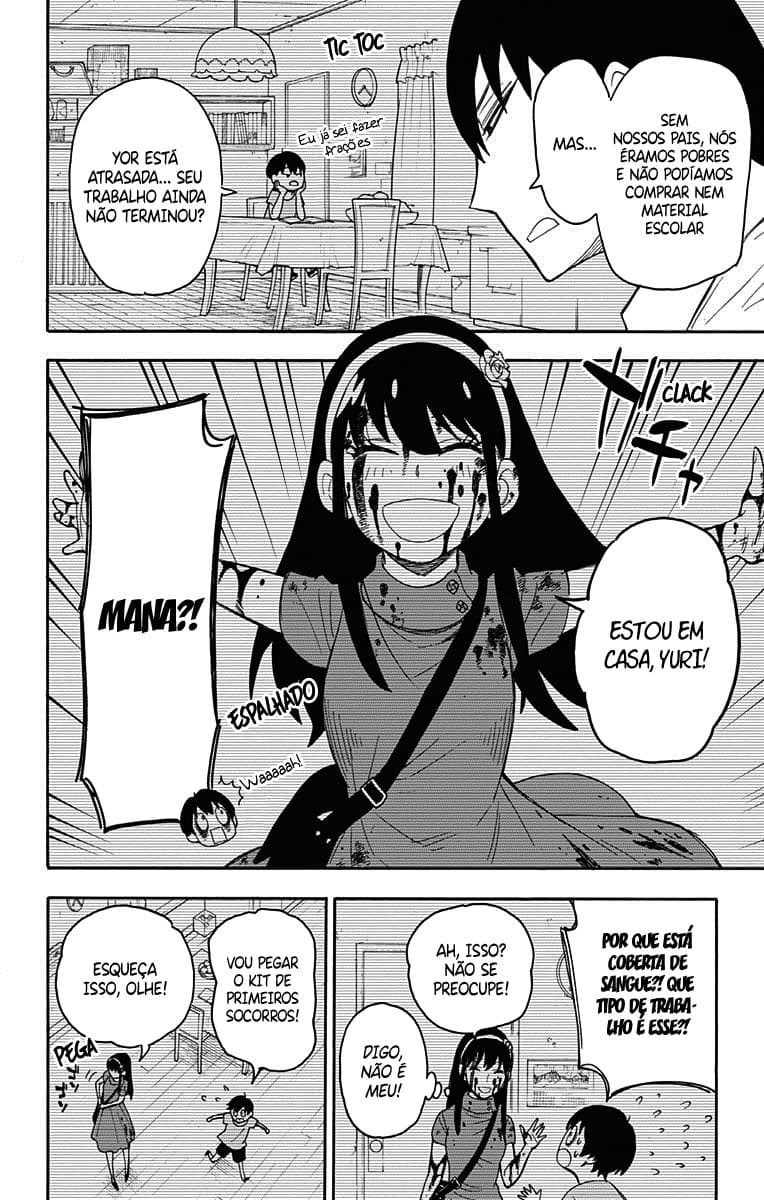 SEM
NOSSOS PAIS, NÓS
ÉRAMOS POBRES
E NÃO PODÍAMOS
COMPRAR NEM
MATERIAL
ESCOLAR
MAS...
TIC TOC
Eu já sei fazer
frações
YOR ESTÁ
ATRASADA... SEU
TRABALHO AINDA
NÃO TERMINOU?
CLACK
ガチャ
ESTOU EM
CASA, YURI!
MANA?!
ESPALHADO
Waaaaah!
POR QUE ESTÁ
COBERTA DE
SANGUE?! QUE
TIPO DE TRABA-
LHO É ESSE?!
AH, ISSO?
NÃO SE
PREOCUPE!
DIGO,
NÃO É
MEU!
VOU PEGAR
O KIT DE
PRIMEIROS
SOCORROS!
ESQUEÇA
ISSO, OLHE!
PEGA